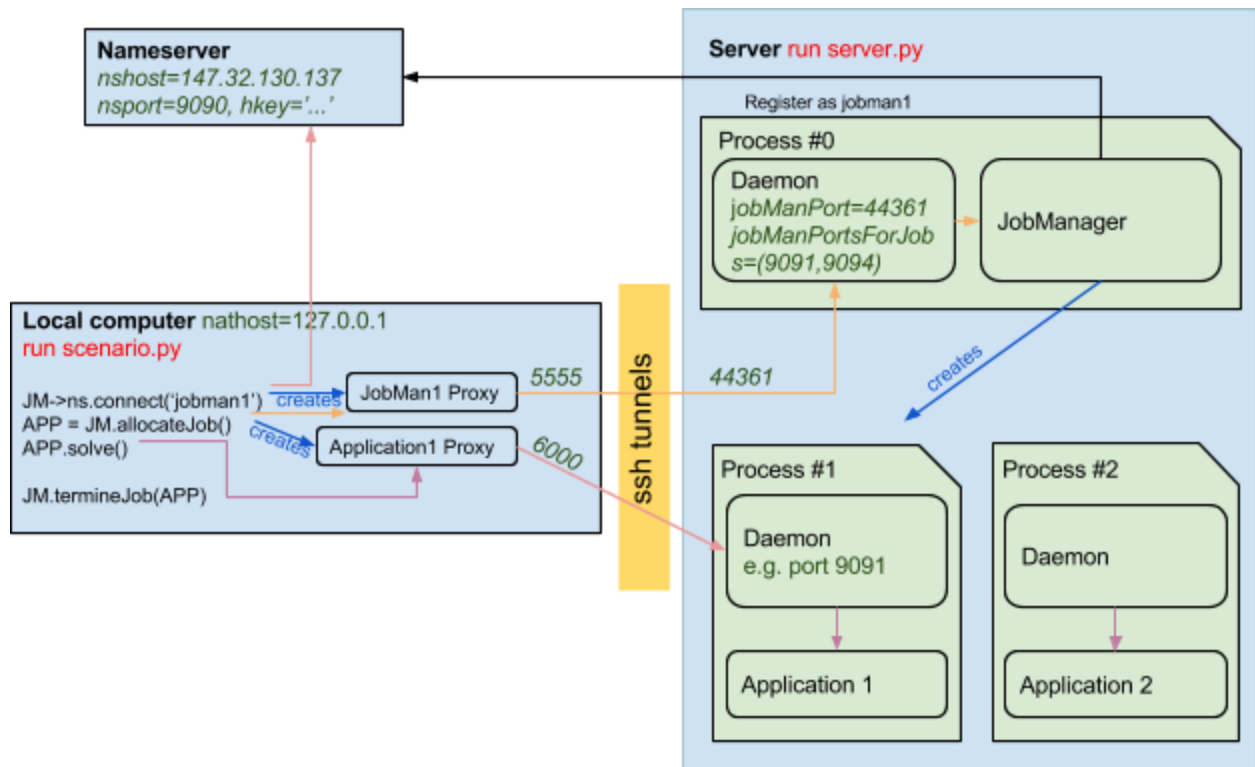 Nameserver
nshost=147.32.130.137
nsport=9090, hkey='...'
Server run server.py
Register as jobman1
Process #0
Daemon
jobManPort=44361
jobManPortsForJob
s=(9091,9094)
JobManager
Local computer nathost=127.0.0.1
run scenario.py
JM->ns.connect('jobman1')
APP = JM.allocateJob()
APP.solve()
JM.termineJob(APP)
creates
JobMan1 Proxy
creates
Application1 Proxy
5555
6000
ssh tunnels
44361
creates
Process #1
Daemon
e.g. port 9091
Application 1
Process #2
Daemon
Application 2